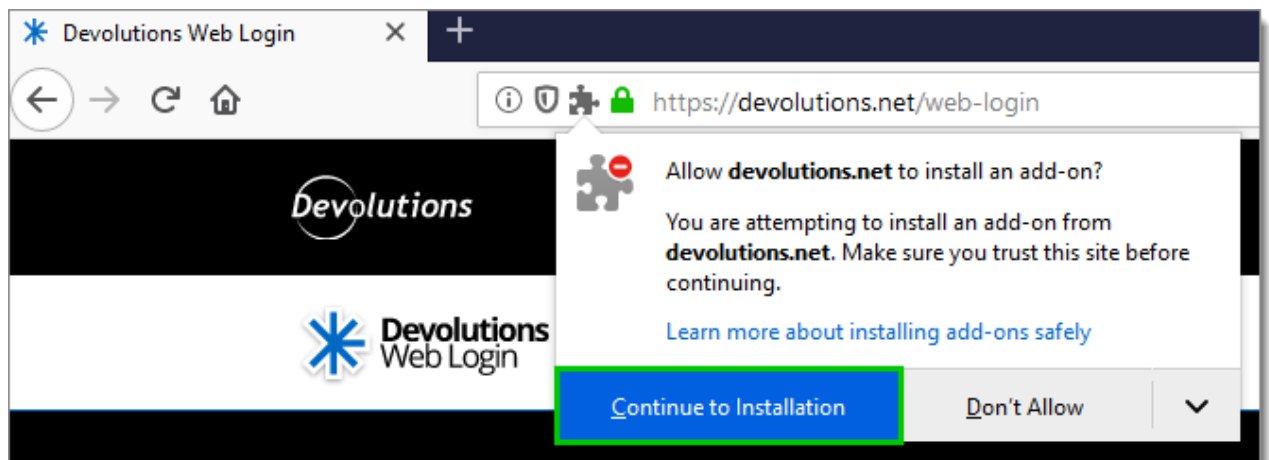 Devolutions Web Login
https://devolutions.net/web-login
Devolutions
Allow devolutions.net to install an add-on?
You are attempting to install an add-on from
devolutions.net. Make sure you trust this site before
continuing.
Learn more about installing add-ons safely
Devolutions
Web Login
Continue to Installation
Don't Allow